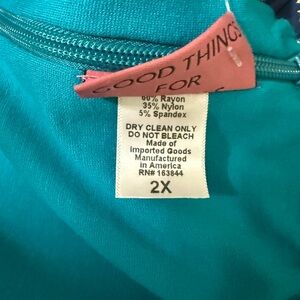 GOOD THINGS
FOR
60% Rayon
35% Nylon
5% Spandex
DRY CLEAN ONLY
DO NOT BLEACH
Made of
Imported Goods
Manufactured
in America
RN# 163844
2X